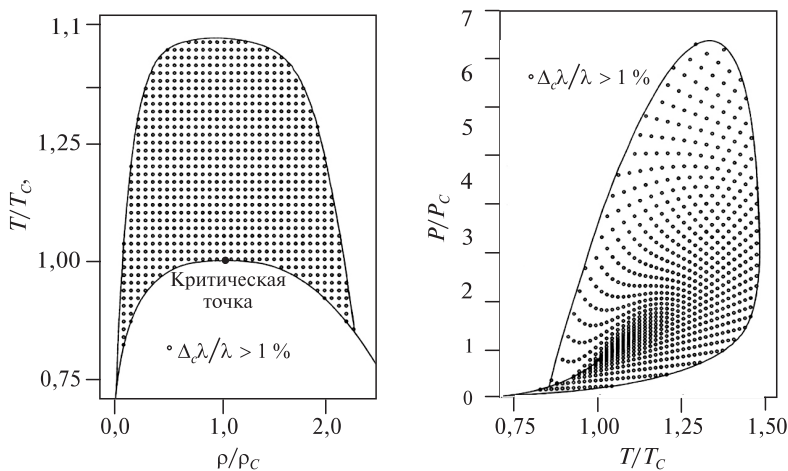 1,1
1,25
1,00
0,75
T/T_C,
0,0
1,0
2,0
ρ/ρ_C
Критическая
точка
Δ_cλ/λ > 1 %
7
6
5
4
3
2
1
0
P/P_C
Δ_cλ/λ > 1 %
0,75
1,00
1,25
1,50
T/T_C